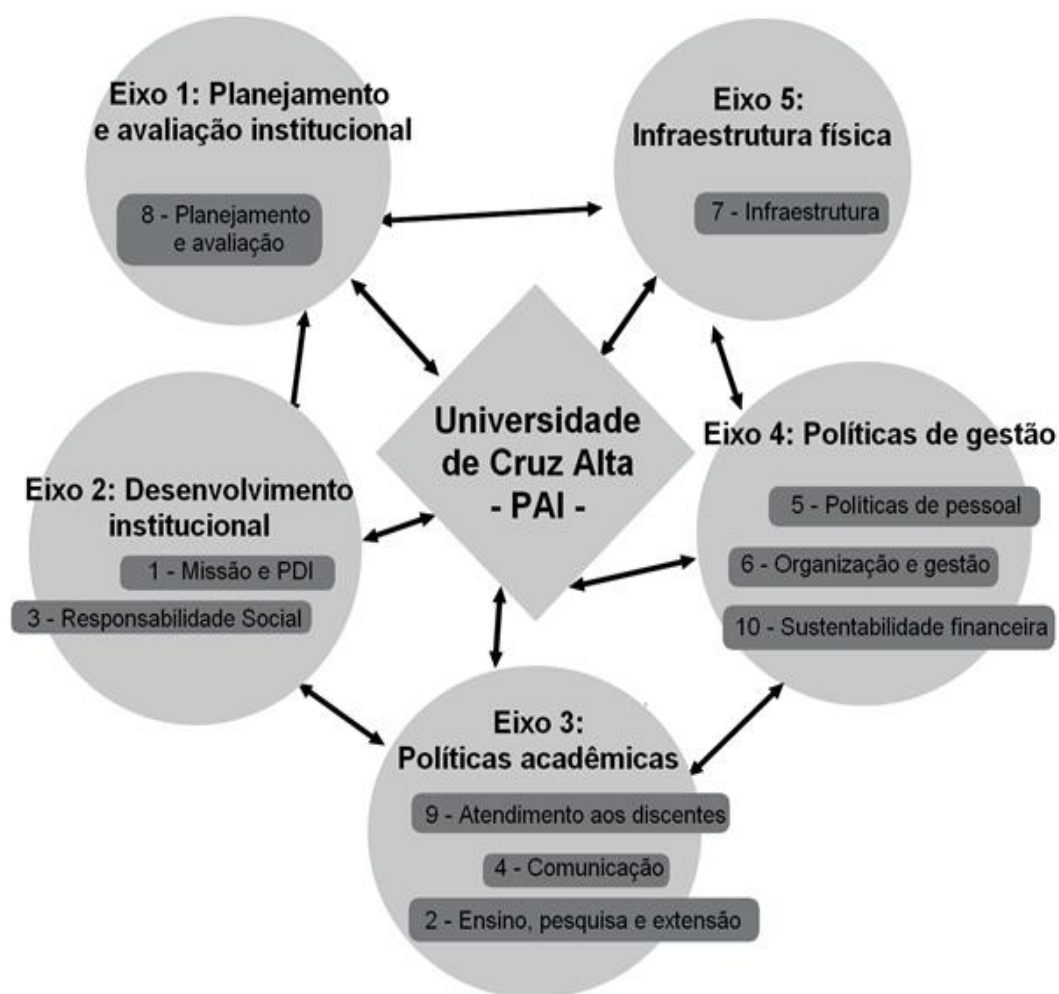 Eixo 1: Planejamento
e avaliação institucional
8 - Planejamento
e avaliação
Eixo 5:
Infraestrutura física
7 - Infraestrutura
Universidade
de Cruz Alta
- PAI -
Eixo 2: Desenvolvimento
institucional
1 - Missão e PDI
3 - Responsabilidade Social
Eixo 4: Políticas de gestão
5 - Políticas de pessoal
6 - Organização e gestão
10 - Sustentabilidade financeira
Eixo 3:
Políticas acadêmicas
9 - Atendimento aos discentes
4 - Comunicação
2 - Ensino, pesquisa e extensão